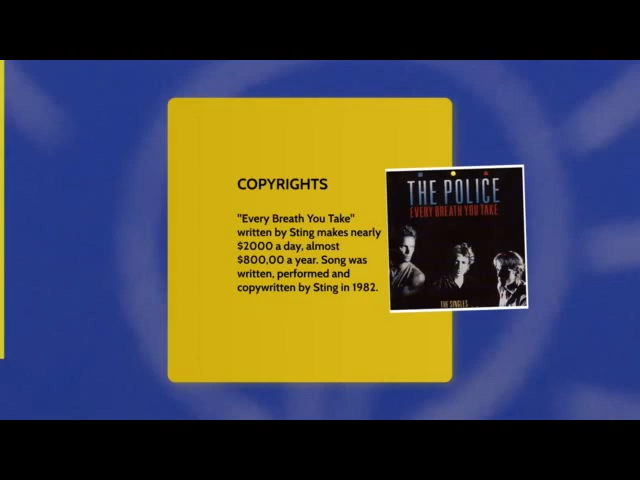 COPYRIGHTS
"Every Breath You Take"
written by Sting makes nearly
$2000 a day, almost
$800,00 a year. Song was
written, performed and
copywritten by Sting in 1982.
THE POLICE
EVERY BREATH YOU TAKE
THE SINGLES